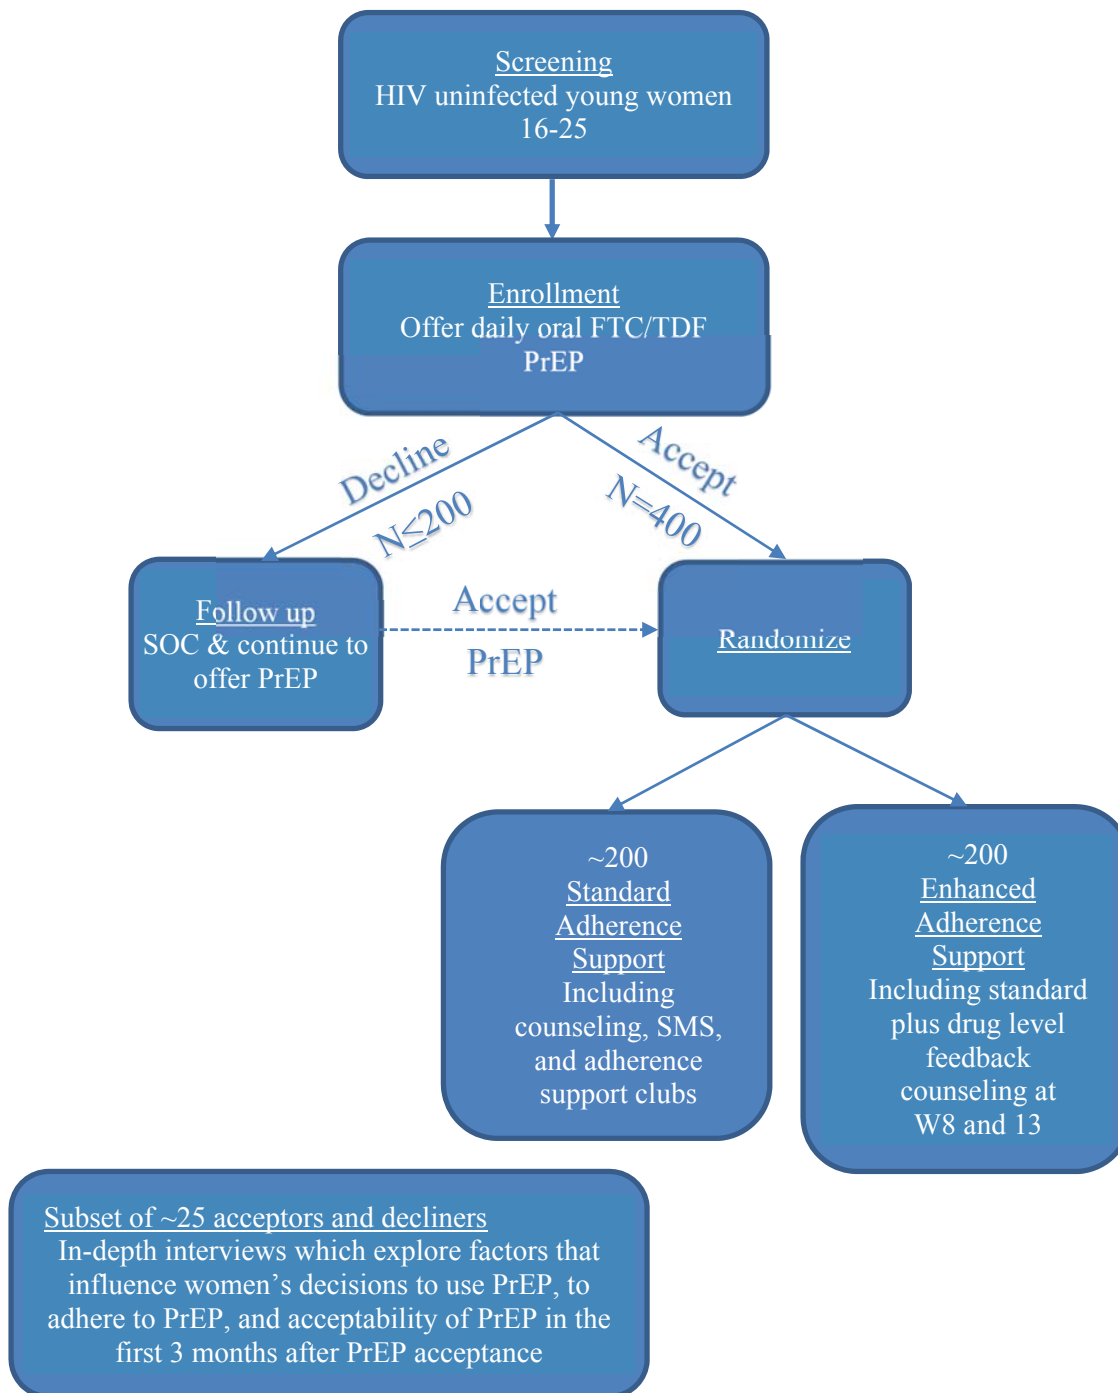 Screening
HIV uninfected young women
16-25
Enrollment
Offer daily oral FTC/TDF
PrEP
Decline
N≤200
Accept
N=400
Follow up
SOC & continue to
offer PrEP
Accept
PrEP
Randomize
~200
Standard
Adherence
Support
Including
counseling, SMS,
and adherence
support clubs
~200
Enhanced
Adherence
Support
Including standard
plus drug level
feedback
counseling at
W8 and 13
Subset of ~25 acceptors and decliners
In-depth interviews which explore factors that
influence women’s decisions to use PrEP, to
adhere to PrEP, and acceptability of PrEP in the
first 3 months after PrEP acceptance